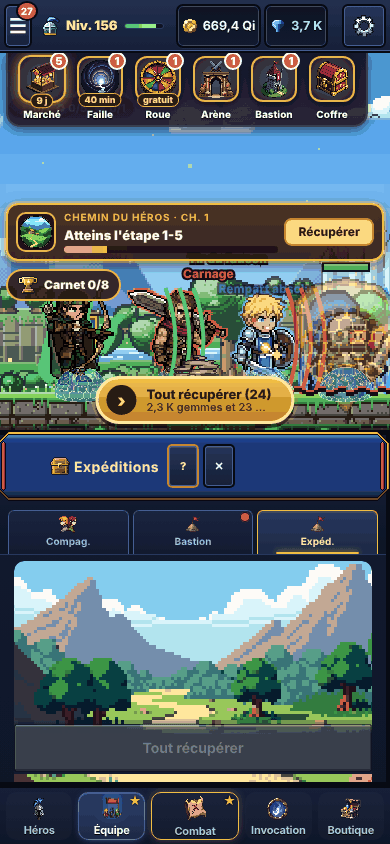 27
Niv. 156
669,4 Qi
3,7 K
5
1
1
1
1
9 j
40 min
gratuit
Marché
Faille
Roue
Arène
Bastion
Coffre
CHEMIN DU HÉROS · CH. 1
Atteins l'étape 1-5
Récupérer
Carnage
Carnet 0/8
Tout récupérer (24)
2,3 K gemmes et 23 ...
Expéditions
?
×
Compag.
Bastion
Expéd.
Tout récupérer
Héros
Équipe
Combat
Invocation
Boutique